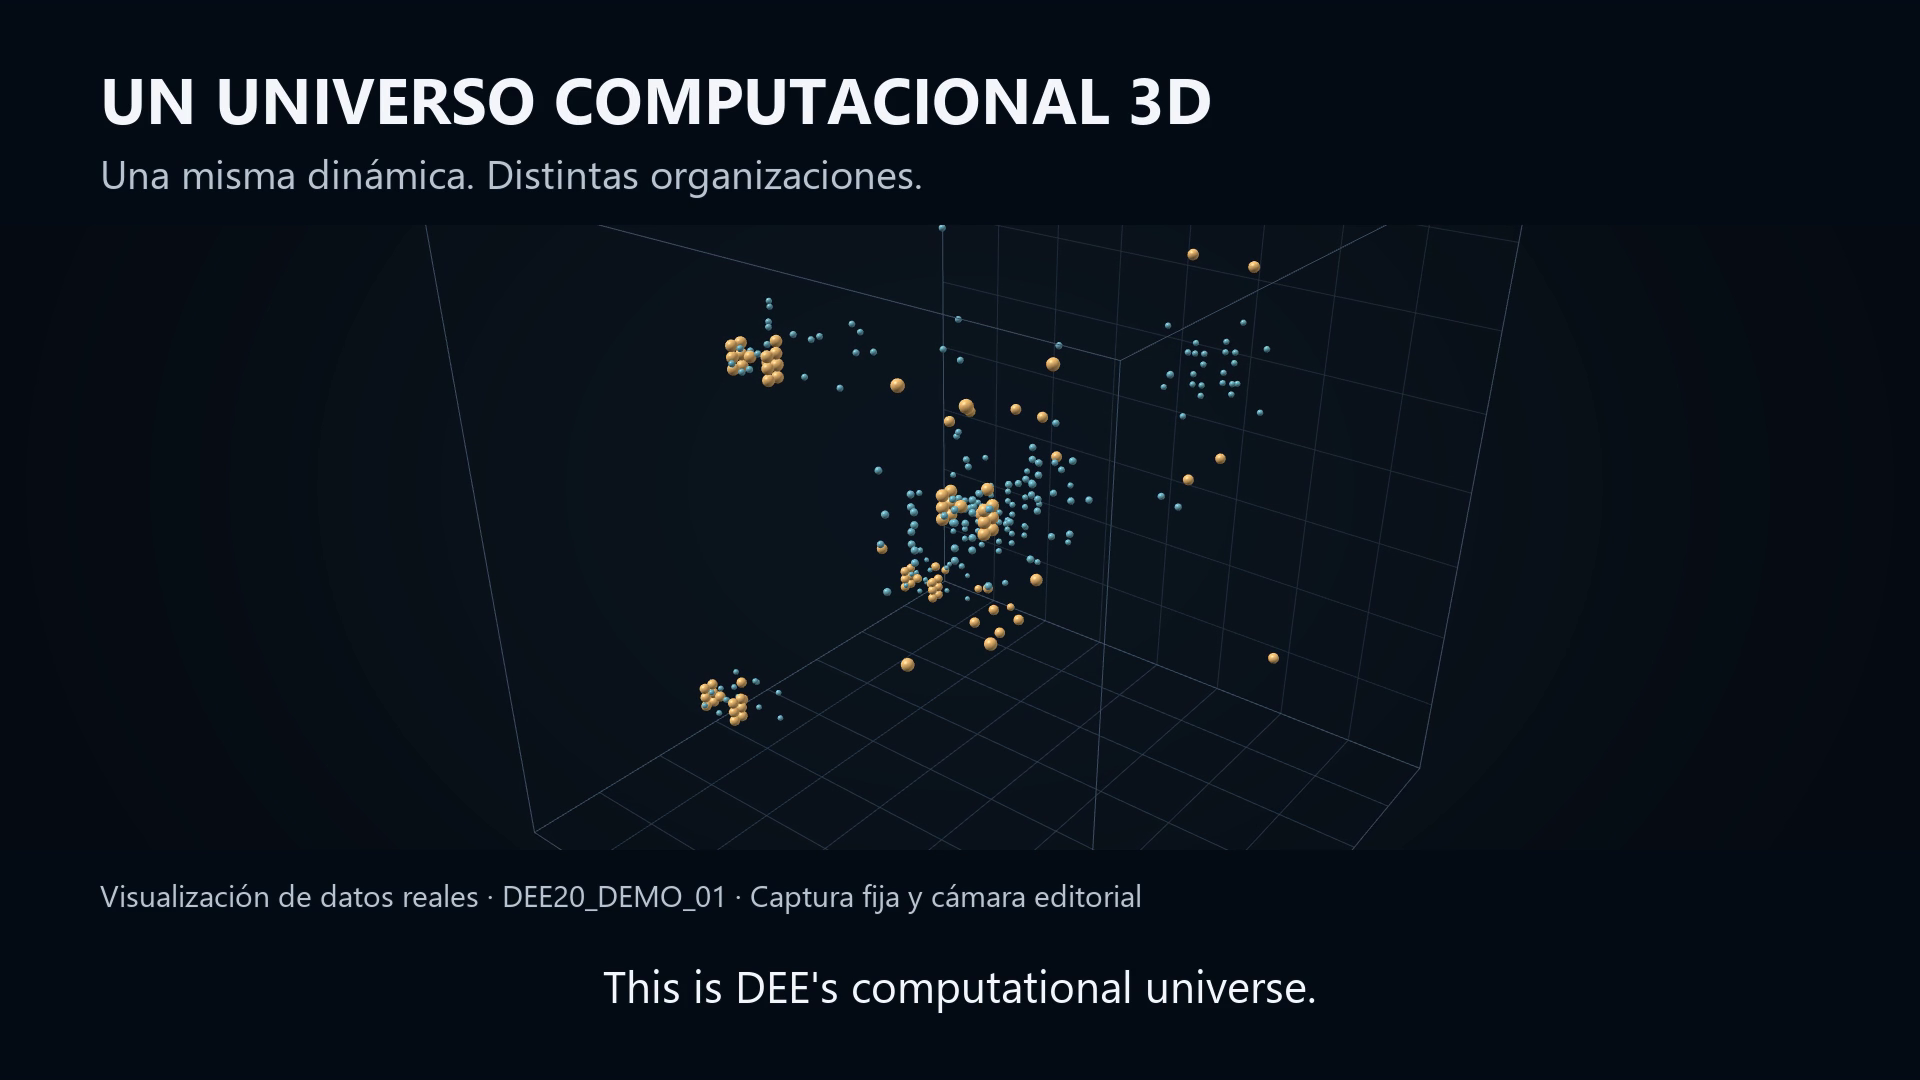 UN UNIVERSO COMPUTACIONAL 3D
Una misma dinámica. Distintas organizaciones.
Visualización de datos reales · DEE20_DEMO_01 · Captura fija y cámara editorial
This is DEE's computational universe.